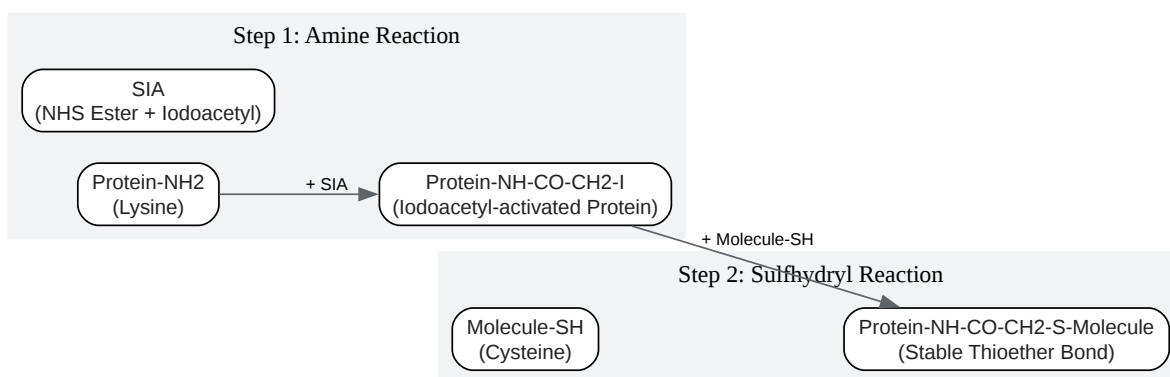 Step 1: Amine Reaction
SIA
(NHS Ester + Iodoacetyl)
Protein-NH2
(Lysine)
+ SIA
Protein-NH-CO-CH2-I
(Iodoacetyl-activated Protein)
+ Molecule-SH
Step 2: Sulfhydryl Reaction
Molecule-SH
(Cysteine)
Protein-NH-CO-CH2-S-Molecule
(Stable Thioether Bond)